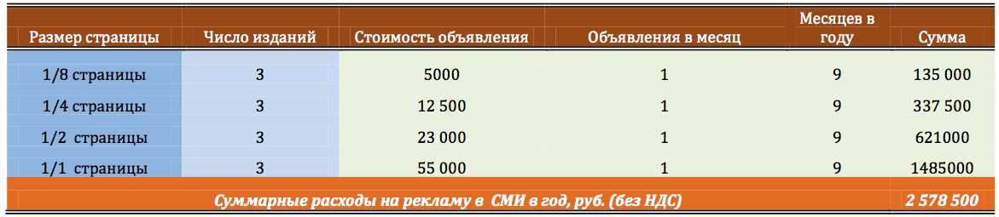 Размер страницы Число изданий Стоимость объявления Объявления в месяц Месяцев в году Сумма
1/8 страницы 3 5000 1 9 135 000
1/4 страницы 3 12 500 1 9 337 500
1/2 страницы 3 23 000 1 9 621000
1/1 страницы 3 55 000 1 9 1485000
Суммарные расходы на рекламу в СМИ в год, руб. (без НДС) 2 578 500